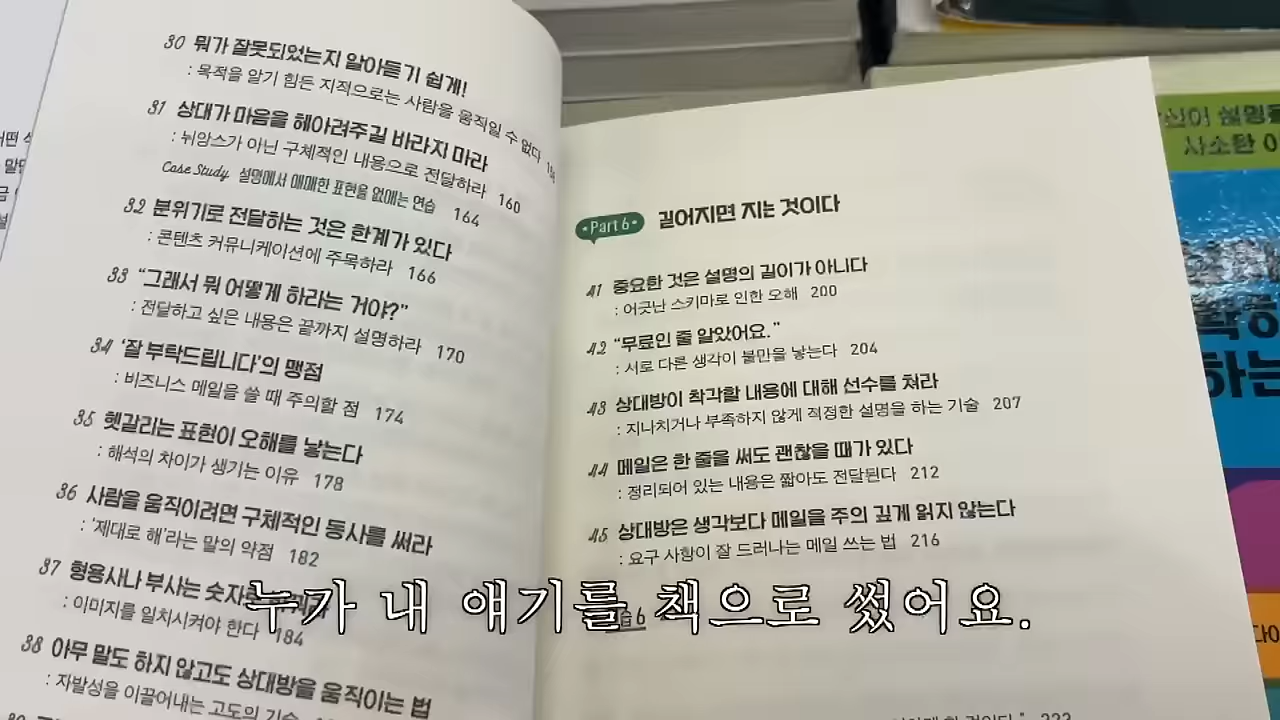 30 뭐가 잘못되었는지 알아듣기 쉽게!
: 목적을 알기 힘든 지적으로는 사람을 움직일 수 없다
31 상대가 마음을 헤아려주길 바라지 마라
: 뉘앙스가 아닌 구체적인 내용으로 전달하라 160
Case Study 설명에서 애매한 표현을 없애는 연습 164
32 분위기로 전달하는 것은 한계가 있다
: 콘텐츠 커뮤니케이션에 주목하라 166
33 “그래서 뭐 어떻게 하라는 거야?”
: 전달하고 싶은 내용은 끝까지 설명하라 170
34 ‘잘 부탁드립니다’의 맹점
: 비즈니스 메일을 쓸 때 주의할 점 174
35 헷갈리는 표현이 오해를 낳는다
: 해석의 차이가 생기는 이유 178
36 사람을 움직이려면 구체적인 동사를 써라
: ‘제대로 해’라는 말의 약점 182
37 형용사나 부사는
: 이미지를 일치시켜야 한다 184
38 아무 말도 하지 않고도 상대방을 움직이는 법
: 자발성을 이끌어내는 고도의 기술
•Part 6• 길어지면 지는 것이다
41 중요한 것은 설명의 길이가 아니다
: 어긋난 스키마로 인한 오해 200
42 “무료인 줄 알았어요.”
: 서로 다른 생각이 불만을 낳는다 204
43 상대방이 착각할 내용에 대해 선수를 쳐라
: 지나치거나 부족하지 않게 적정한 설명을 하는 기술 207
44 메일은 한 줄을 써도 괜찮을 때가 있다
: 정리되어 있는 내용은 짧아도 전달된다 212
45 상대방은 생각보다 메일을 주의 깊게 읽지 않는다
: 요구 사항이 잘 드러나는 메일 쓰는 법 216
누가 내 얘기를 책으로 썼어요.
사소한
하는